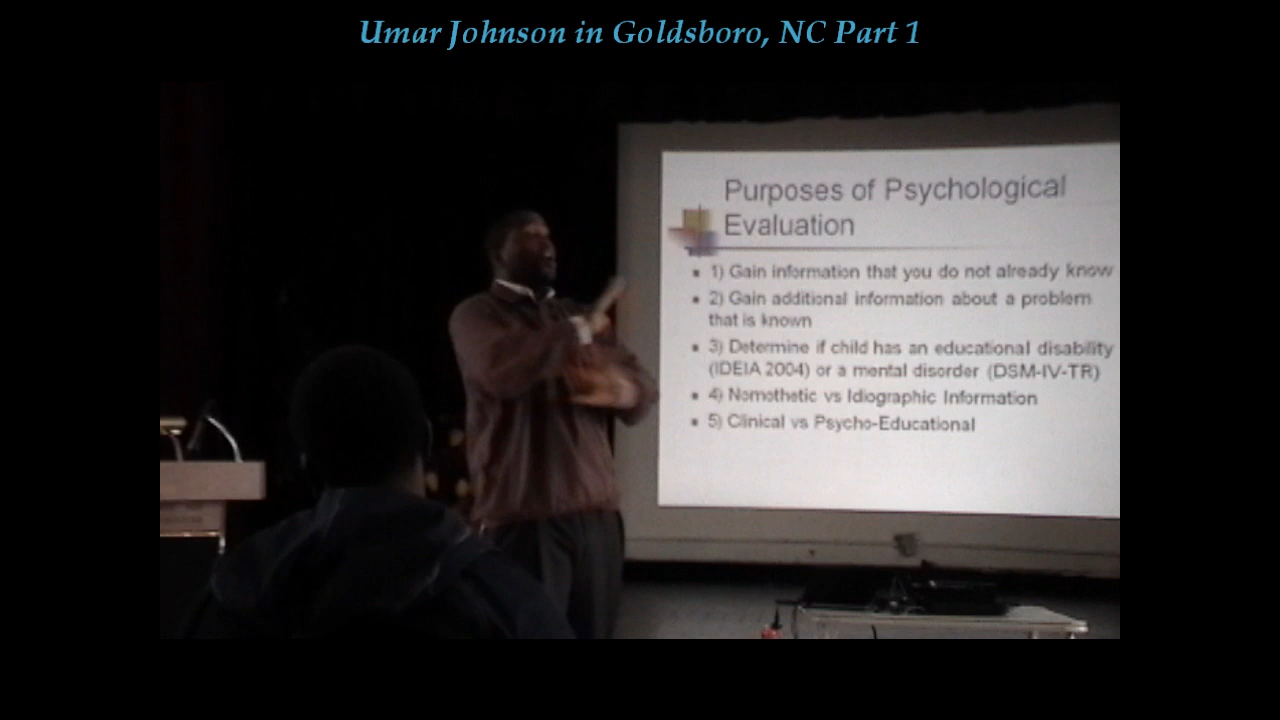 Umar Johnson in Goldsboro, NC Part 1
Purposes of Psychological
Evaluation
1) Gain information that you do not already know
2) Gain additional information about a problem
that is known
3) Determine if child has an educational disability
(IDEIA 2004) or a mental disorder (DSM-IV-TR)
4) Nomothetic vs Idiographic Information
5) Clinical vs Psycho-Educational